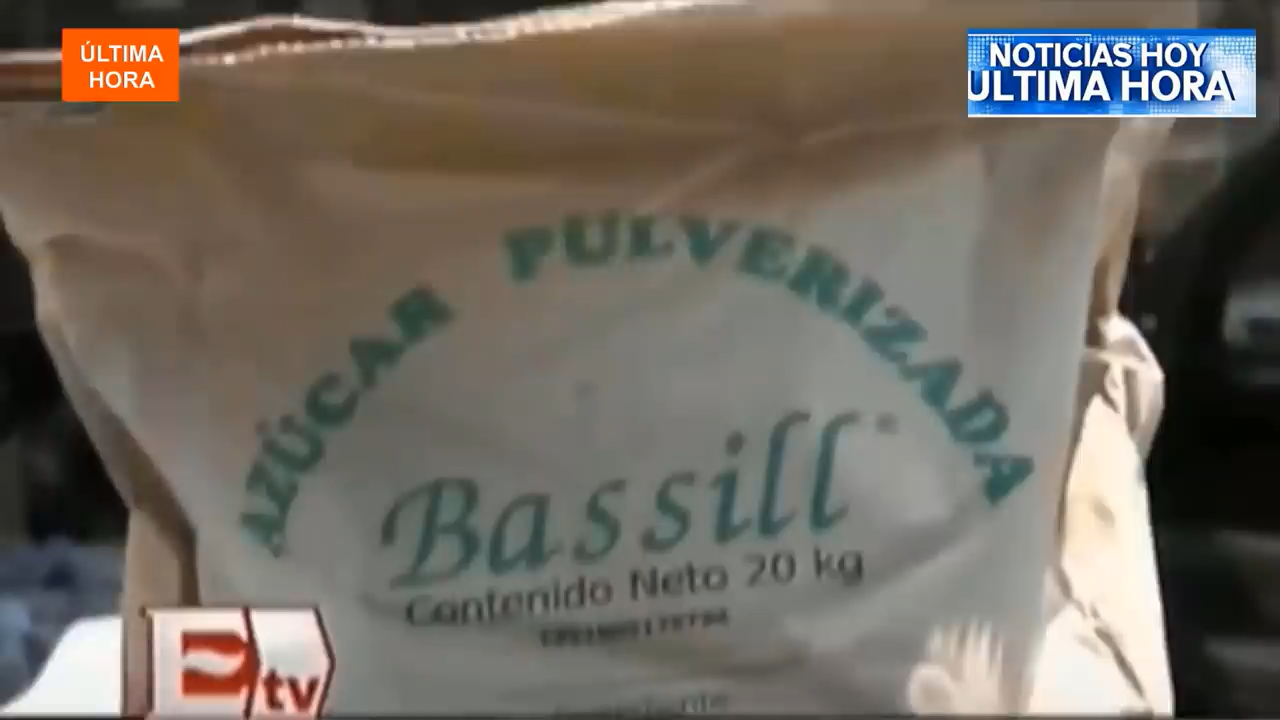 ÚLTIMA
HORA
NOTICIAS HOY
ULTIMA HORA
AZÚCAR PULVERIZADA
Bassill
Contenido Neto 20 kg
tv